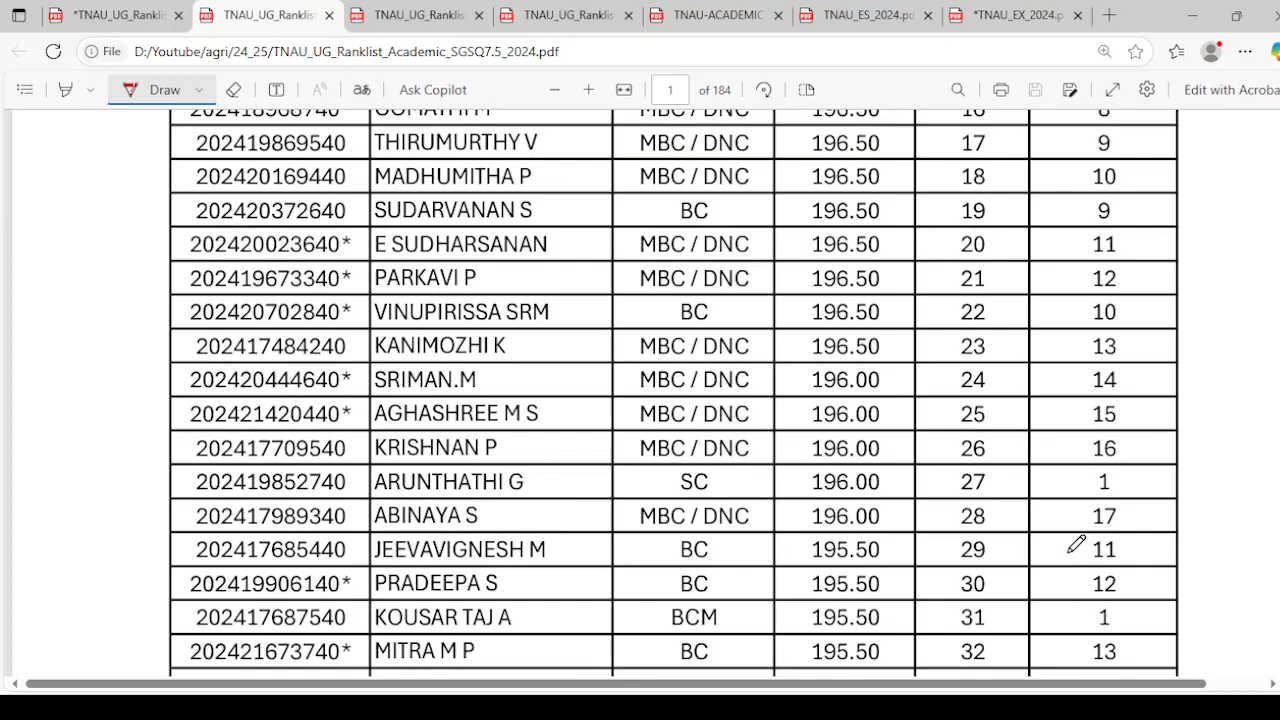 *TNAU_UG_Ranklis
TNAU_UG_Ranklist
TNAU_UG_Ranklist
TNAU_UG_Ranklist
TNAU-ACADEMIC
TNAU_ES_2024.pd
*TNAU_EX_2024.p
File D:/Youtube/agri/24_25/TNAU_UG_Ranklist_Academic_SGSQ7.5_2024.pdf
Draw aあ Ask Copilot 1 of 184 Edit with Acroba
202419869540 THIRUMURTHY V MBC / DNC 196.50 17 9
202420169440 MADHUMITHA P MBC / DNC 196.50 18 10
202420372640 SUDARVANAN S BC 196.50 19 9
202420023640* E SUDHARSANAN MBC / DNC 196.50 20 11
202419673340* PARKAVI P MBC / DNC 196.50 21 12
202420702840* VINUPIRISSA SRM BC 196.50 22 10
202417484240 KANIMOZHI K MBC / DNC 196.50 23 13
202420444640* SRIMAN.M MBC / DNC 196.00 24 14
202421420440* AGHASHREE M S MBC / DNC 196.00 25 15
202417709540 KRISHNAN P MBC / DNC 196.00 26 16
202419852740 ARUNTHATHI G SC 196.00 27 1
202417989340 ABINAYA S MBC / DNC 196.00 28 17
202417685440 JEEVAVIGNESH M BC 195.50 29 11
202419906140* PRADEEPA S BC 195.50 30 12
202417687540 KOUSAR TAJ A BCM 195.50 31 1
202421673740* MITRA M P BC 195.50 32 13